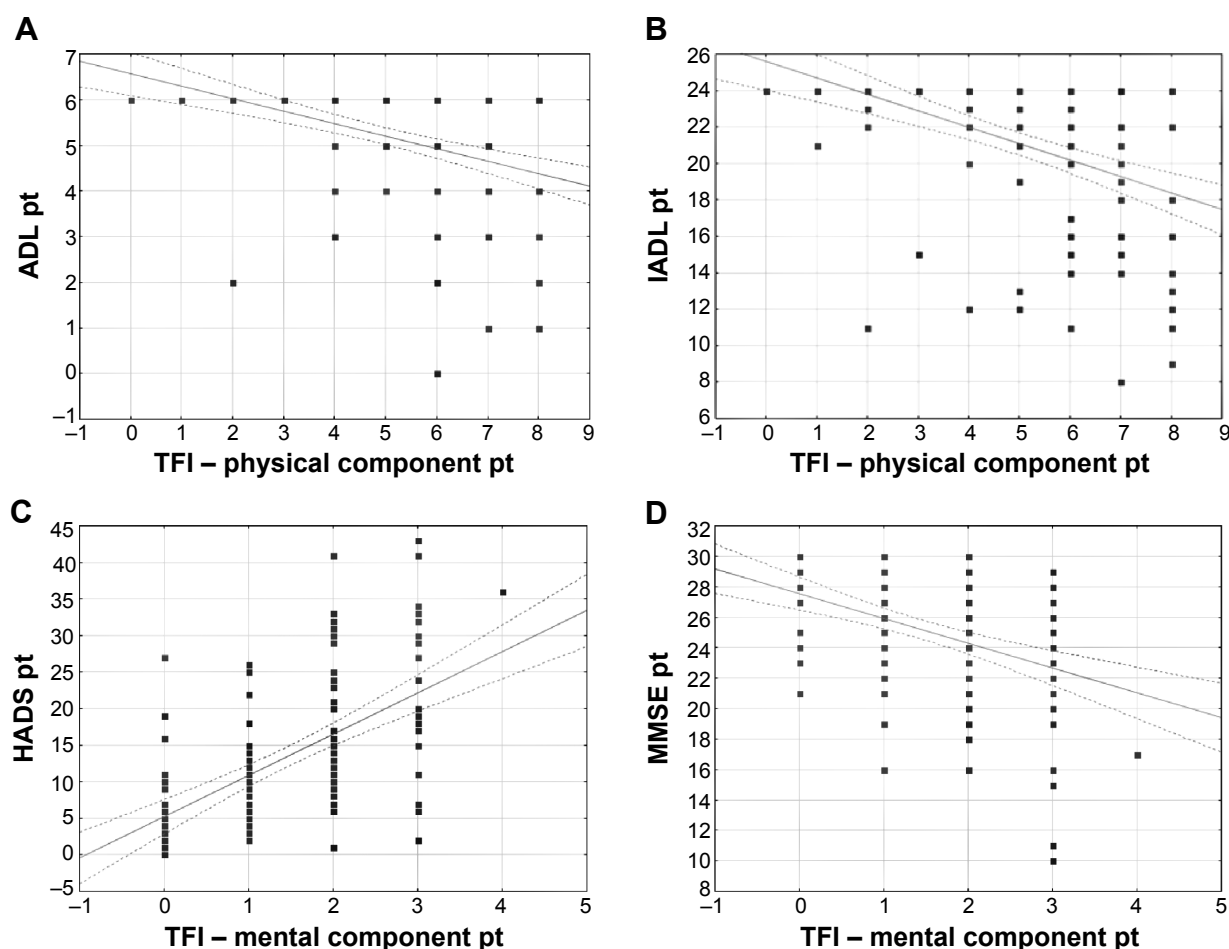 A
7
6
5
4
3
2
1
0
–1
ADL pt
–1 0 1 2 3 4 5 6 7 8 9
TFI – physical component pt
B
26
24
22
20
18
16
14
12
10
8
6
IADL pt
–1 0 1 2 3 4 5 6 7 8 9
TFI – physical component pt
C
45
40
35
30
25
20
15
10
5
0
–5
HADS pt
–1 0 1 2 3 4 5
TFI – mental component pt
D
32
30
28
26
24
22
20
18
16
14
12
10
8
MMSE pt
–1 0 1 2 3 4 5
TFI – mental component pt